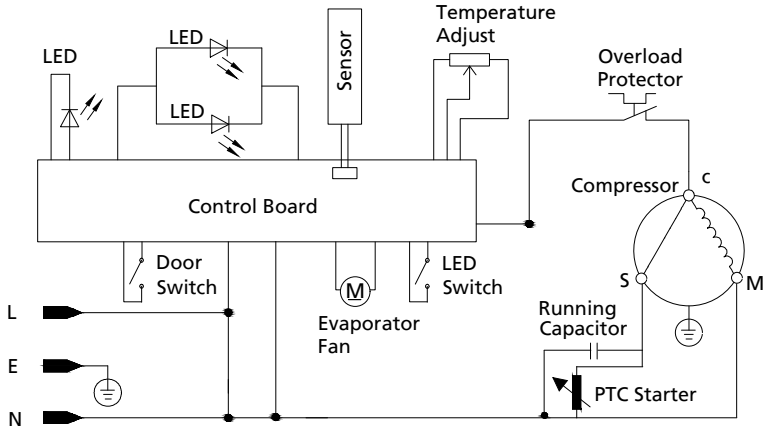 Temperature
Adjust
LED
LED
LED
Sensor
Overload
Protector
Control Board
Compressor
c
Door
Switch
M
LED
Switch
S
M
Evaporator
Fan
Running
Capacitor
PTC Starter
L
E
N